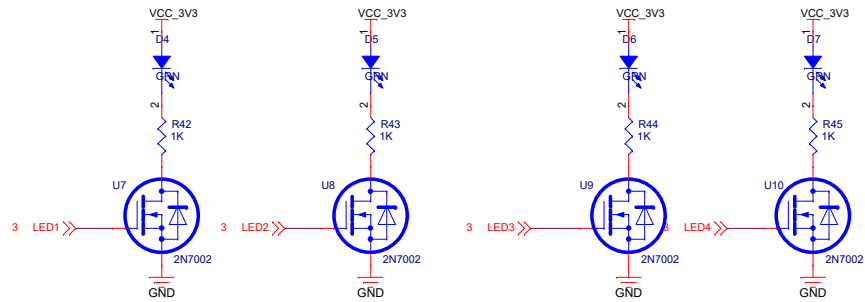 VCC_3V3 VCC_3V3 VCC_3V3 VCC_3V3
1 1 1 1
D4 D5 D6 D7
GRN GRN GRN GRN
2 2 2 2
R42 R43 R44 R45
1K 1K 1K 1K
U7 U8 U9 U10
3 LED1 3 LED2 3 LED3 3 LED4
2N7002 2N7002 2N7002 2N7002
GND GND GND GND